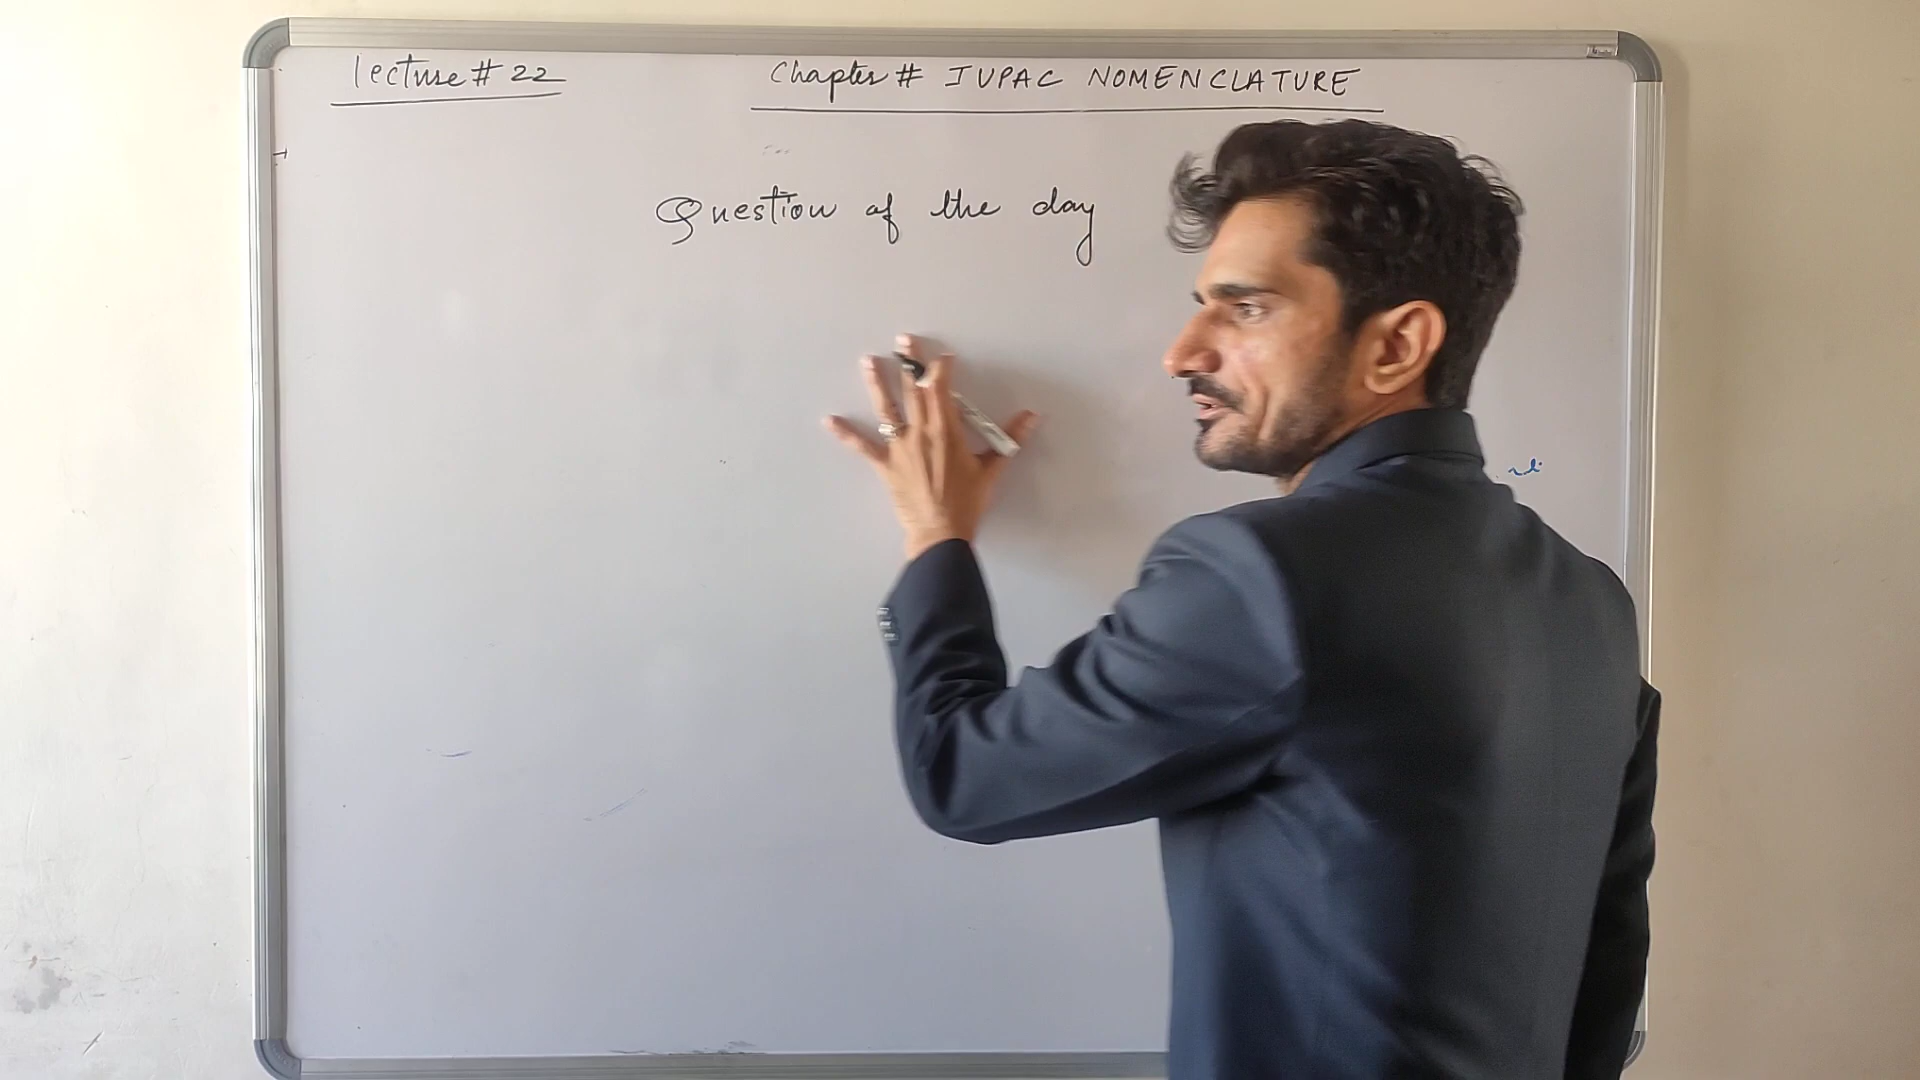 lecture # 22
Chapter # IUPAC NOMENCLATURE
Question of the day